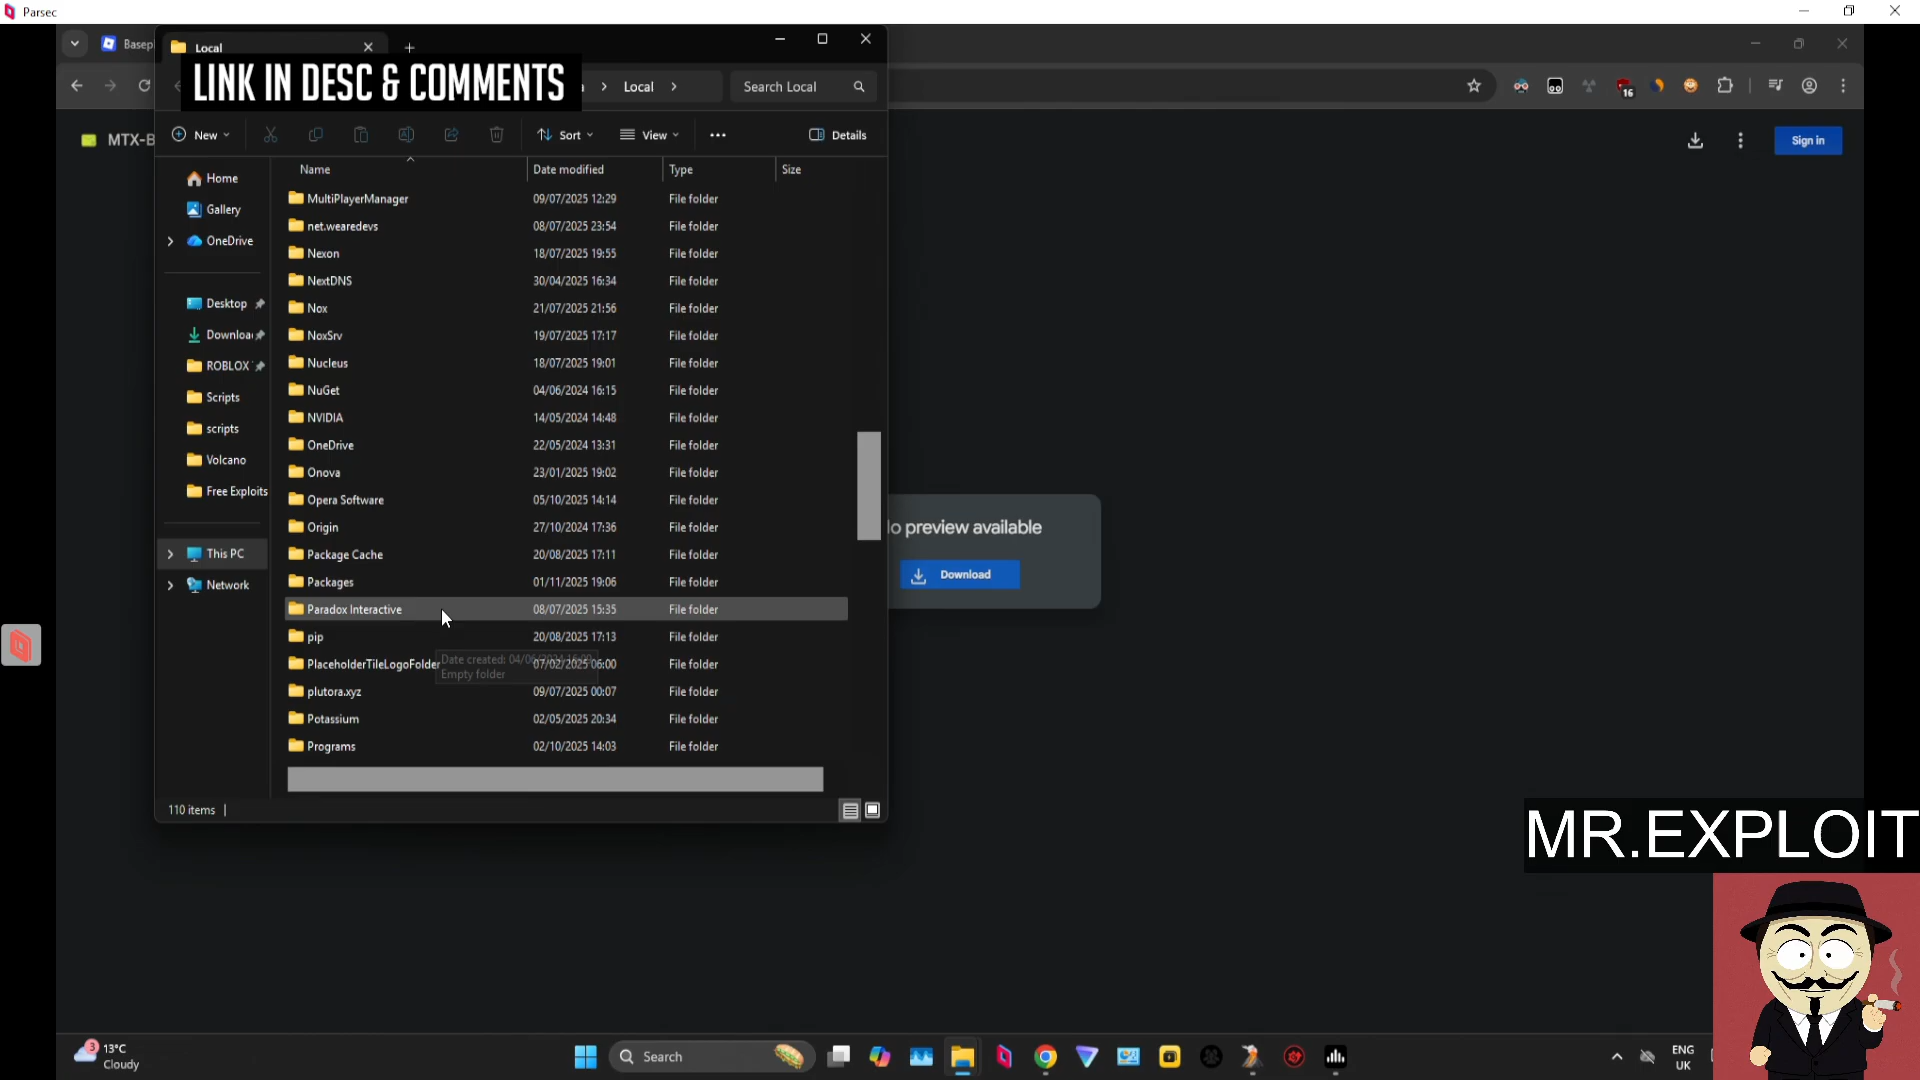 Parsec
Basep
Local
LINK IN DESC & COMMENTS
Local
Search Local
16
New
Sort
View
Details
MTX-B
Sign in
Name
Date modified
Type
Size
Home
Gallery
OneDrive
Desktop
Downloa
ROBLOX
Scripts
scripts
Volcano
Free Exploits
This PC
Network
MultiPlayerManager 09/07/2025 12:29 File folder
net.wearedevs 08/07/2025 23:54 File folder
Nexon 18/07/2025 19:55 File folder
NextDNS 30/04/2025 16:34 File folder
Nox 21/07/2025 21:56 File folder
NoxSrv 19/07/2025 17:17 File folder
Nucleus 18/07/2025 19:01 File folder
NuGet 04/06/2024 16:15 File folder
NVIDIA 14/05/2024 14:48 File folder
OneDrive 22/05/2024 13:31 File folder
Onova 23/01/2025 19:02 File folder
Opera Software 05/10/2025 14:14 File folder
Origin 27/10/2024 17:36 File folder
Package Cache 20/08/2025 17:11 File folder
Packages 01/11/2025 19:06 File folder
Paradox Interactive 08/07/2025 15:35 File folder
pip 20/08/2025 17:13 File folder
PlaceholderTileLogoFolder 07/02/2025 06:00 File folder
Date created: 04/06/2024
Empty folder
plutora.xyz 09/07/2025 00:07 File folder
Potassium 02/05/2025 20:34 File folder
Programs 02/10/2025 14:03 File folder
110 items
o preview available
Download
MR.EXPLOIT
3
13°C
Cloudy
Search
ENG
UK